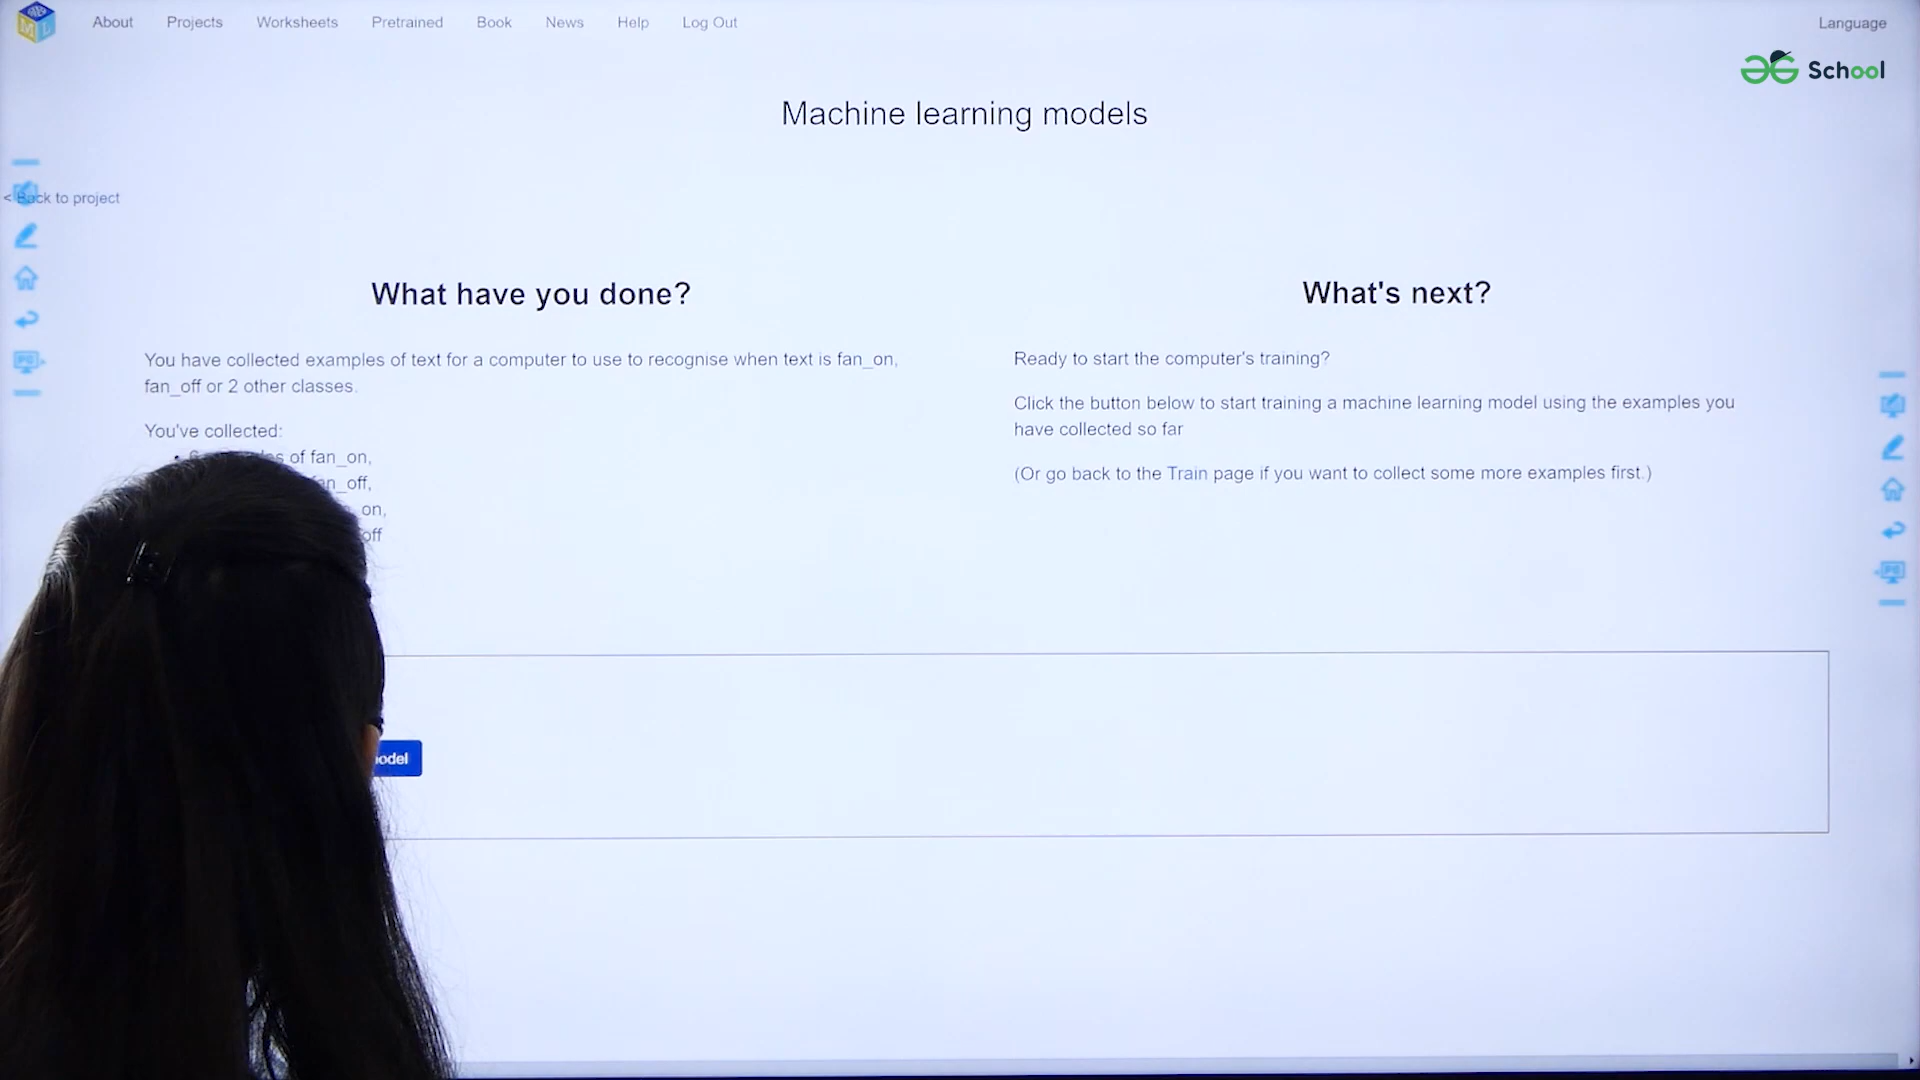 About Projects Worksheets Pretrained Book News Help Log Out Language
School
Machine learning models
< Back to project
What have you done?
You have collected examples of text for a computer to use to recognise when text is fan_on,
fan_off or 2 other classes.
You've collected:
of fan_on,
fan_off,
on,
off
What's next?
Ready to start the computer's training?
Click the button below to start training a machine learning model using the examples you
have collected so far
(Or go back to the Train page if you want to collect some more examples first.)